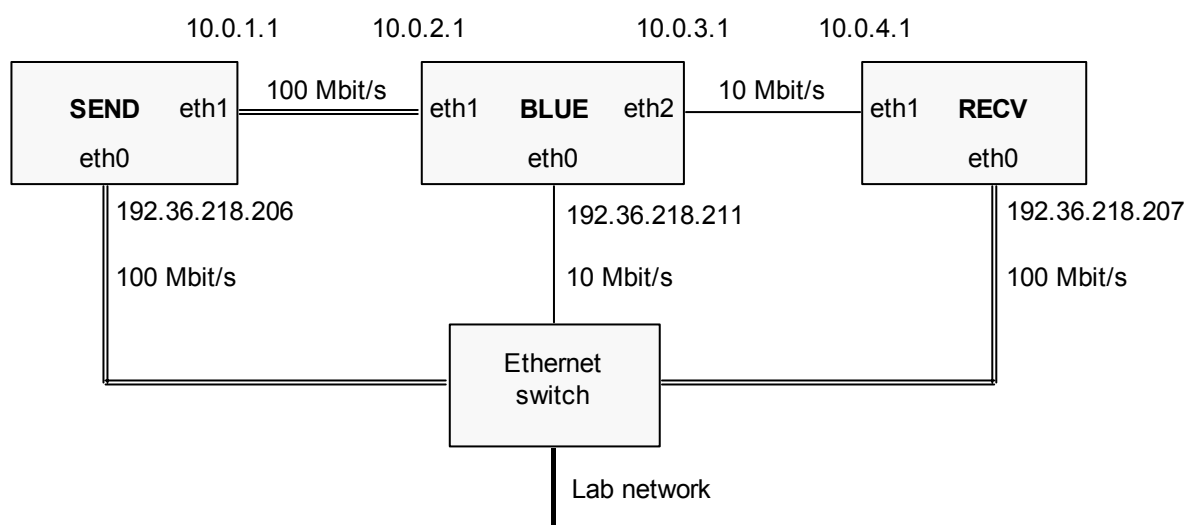 10.0.1.1 10.0.2.1 10.0.3.1 10.0.4.1
100 Mbit/s 10 Mbit/s
SEND eth1 eth1 BLUE eth2 eth1 RECV
eth0 eth0 eth0
192.36.218.206 192.36.218.211 192.36.218.207
100 Mbit/s 10 Mbit/s 100 Mbit/s
Ethernet
switch
Lab network